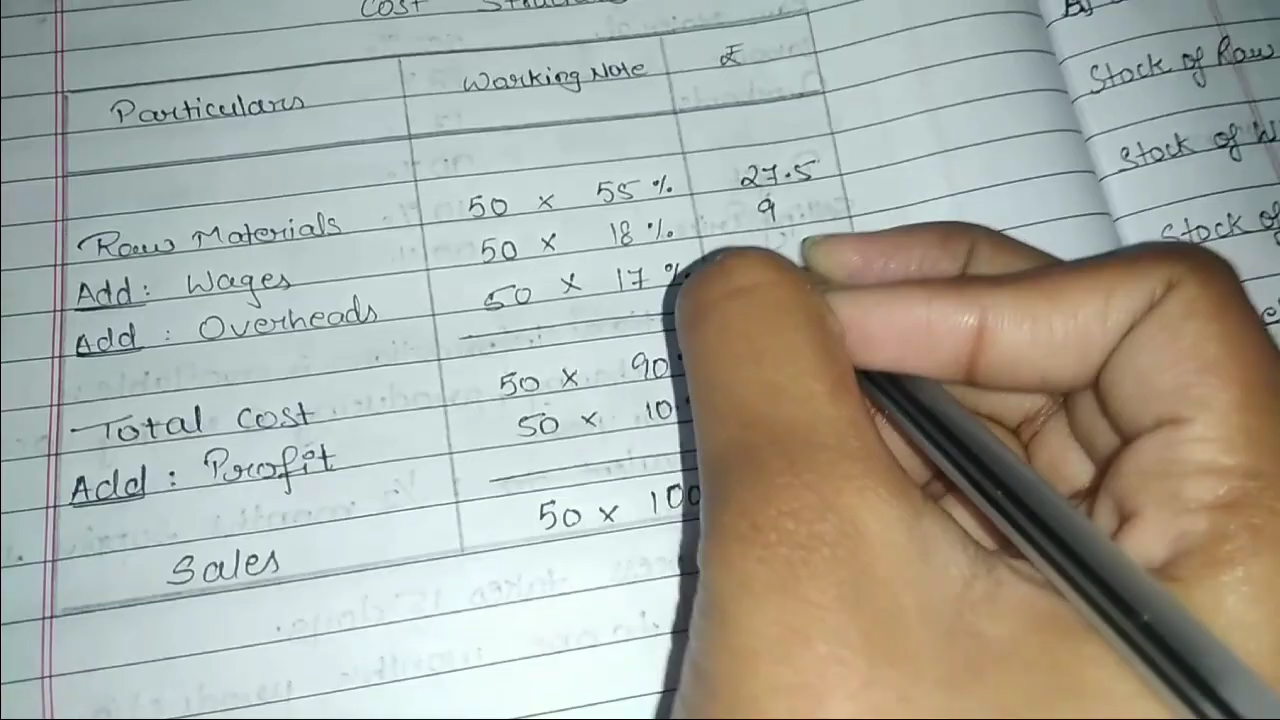 Cost
Particulars Working Note ₹
Raw Materials 50 × 55 % 27.5
Add: Wages 50 × 18 % 9
Add: Overheads 50 × 17 %
Total Cost 50 × 90
Add: Profit 50 × 10
Sales 50 × 100
Stock of Raw
Stock of W
Stock of